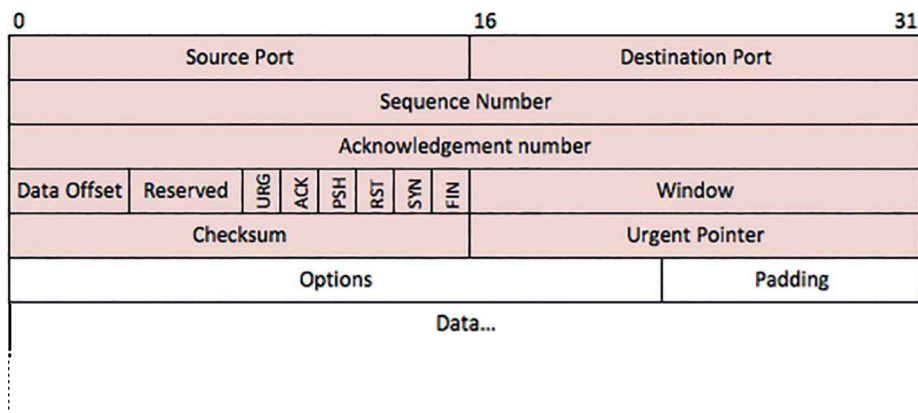 0 16 31
Source Port Destination Port
Sequence Number
Acknowledgement number
Data Offset Reserved URG ACK PSH RST SYN FIN Window
Checksum Urgent Pointer
Options Padding
Data...